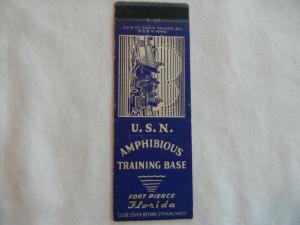 U.S.N.
AMPHIBIOUS
TRAINING BASE
FORT PIERCE
Florida
CLOSE COVER BEFORE STRIKING MATCH